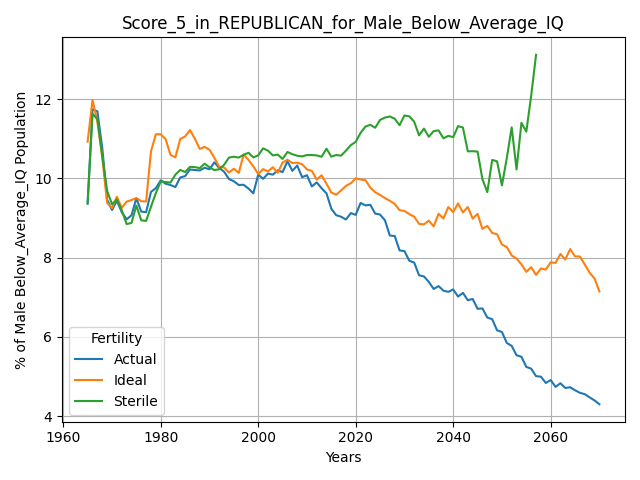 Score_5_in_REPUBLICAN_for_Male_Below_Average_IQ
% of Male Below_Average_IQ Population
12
10
8
6
4
Fertility
Actual
Ideal
Sterile
1960 1980 2000 2020 2040 2060
Years